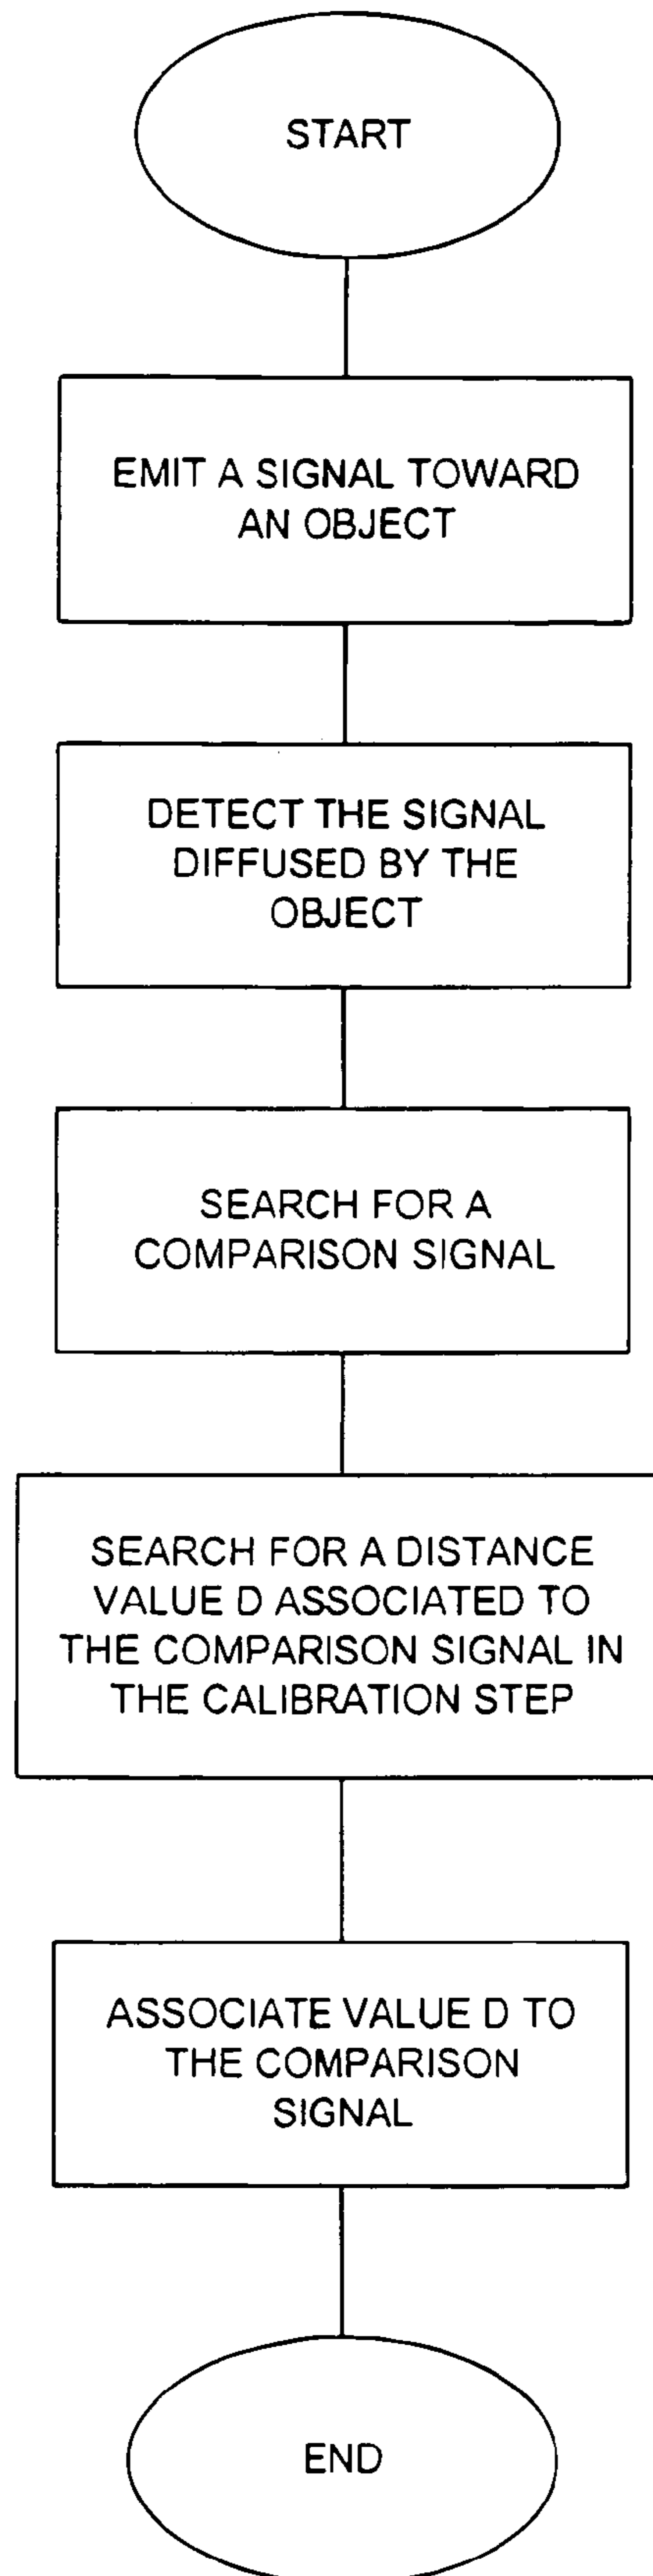 START
EMIT A SIGNAL TOWARD
AN OBJECT
DETECT THE SIGNAL
DIFFUSED BY THE
OBJECT
SEARCH FOR A
COMPARISON SIGNAL
SEARCH FOR A DISTANCE
VALUE D ASSOCIATED TO
THE COMPARISON SIGNAL IN
THE CALIBRATION STEP
ASSOCIATE VALUE D TO
THE COMPARISON
SIGNAL
END